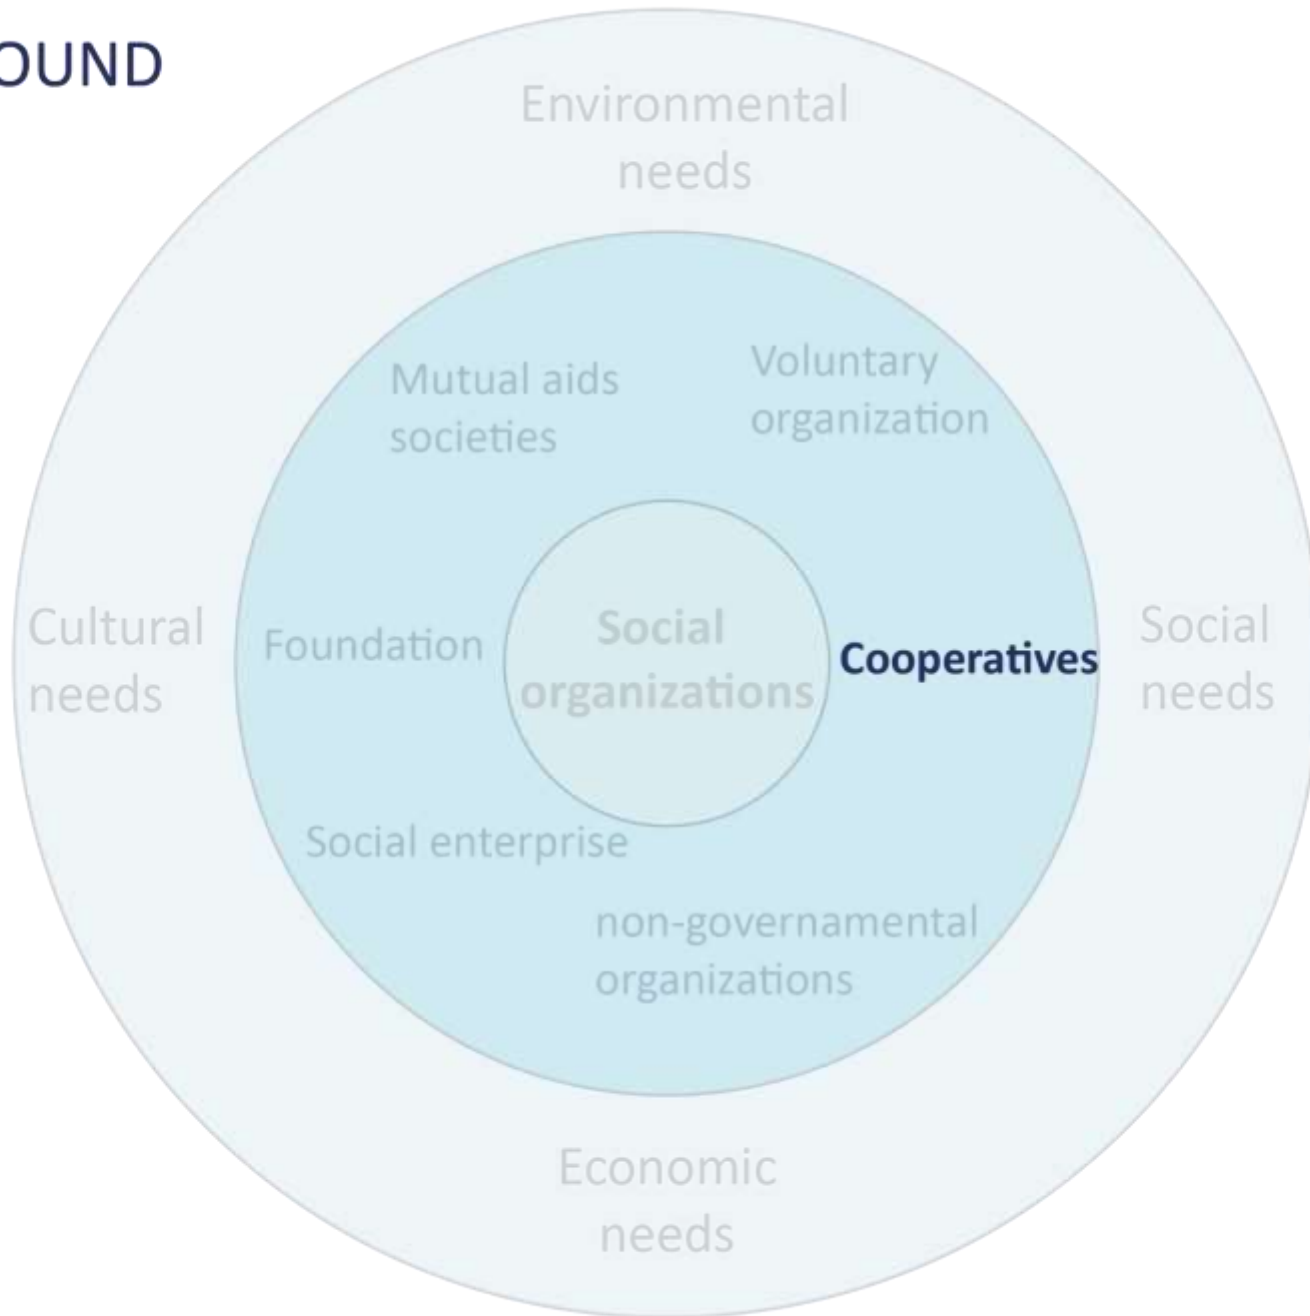 OUND
Environmental
needs
Mutual aids
societies
Voluntary
organization
Cultural
needs
Foundation
Social
organizations
Cooperatives
Social
needs
Social enterprise
non-governamental
organizations
Economic
needs